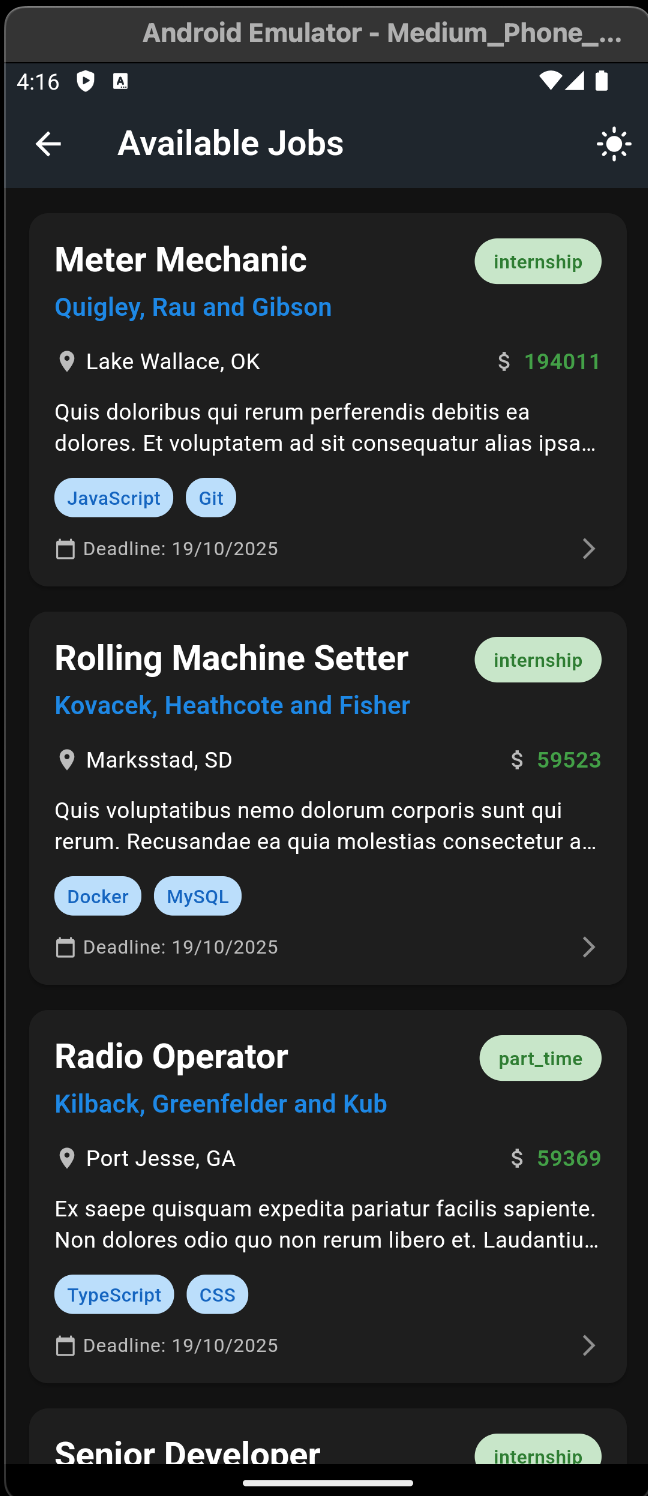 Android Emulator - Medium_Phone_...
4:16
Available Jobs
Meter Mechanic
internship
Quigley, Rau and Gibson
Lake Wallace, OK
$ 194011
Quis doloribus qui rerum perferendis debitis ea
dolores. Et voluptatem ad sit consequatur alias ipsa…
JavaScript
Git
Deadline: 19/10/2025
Rolling Machine Setter
internship
Kovacek, Heathcote and Fisher
Marksstad, SD
$ 59523
Quis voluptatibus nemo dolorum corporis sunt qui
rerum. Recusandae ea quia molestias consectetur a…
Docker
MySQL
Deadline: 19/10/2025
Radio Operator
part_time
Kilback, Greenfelder and Kub
Port Jesse, GA
$ 59369
Ex saepe quisquam expedita pariatur facilis sapiente.
Non dolores odio quo non rerum libero et. Laudantiu…
TypeScript
CSS
Deadline: 19/10/2025
Senior Developer
internship